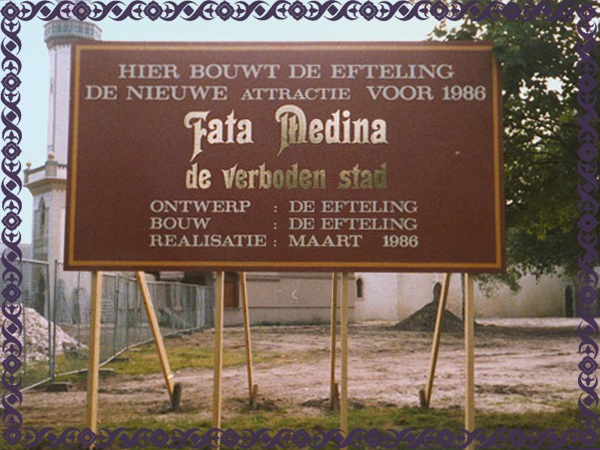 HIER BOUWT DE EFTELING
DE NIEUWE ATTRACTIE VOOR 1986
Fata Medina
de verboden stad
ONTWERP : DE EFTELING
BOUW : DE EFTELING
REALISATIE : MAART 1986